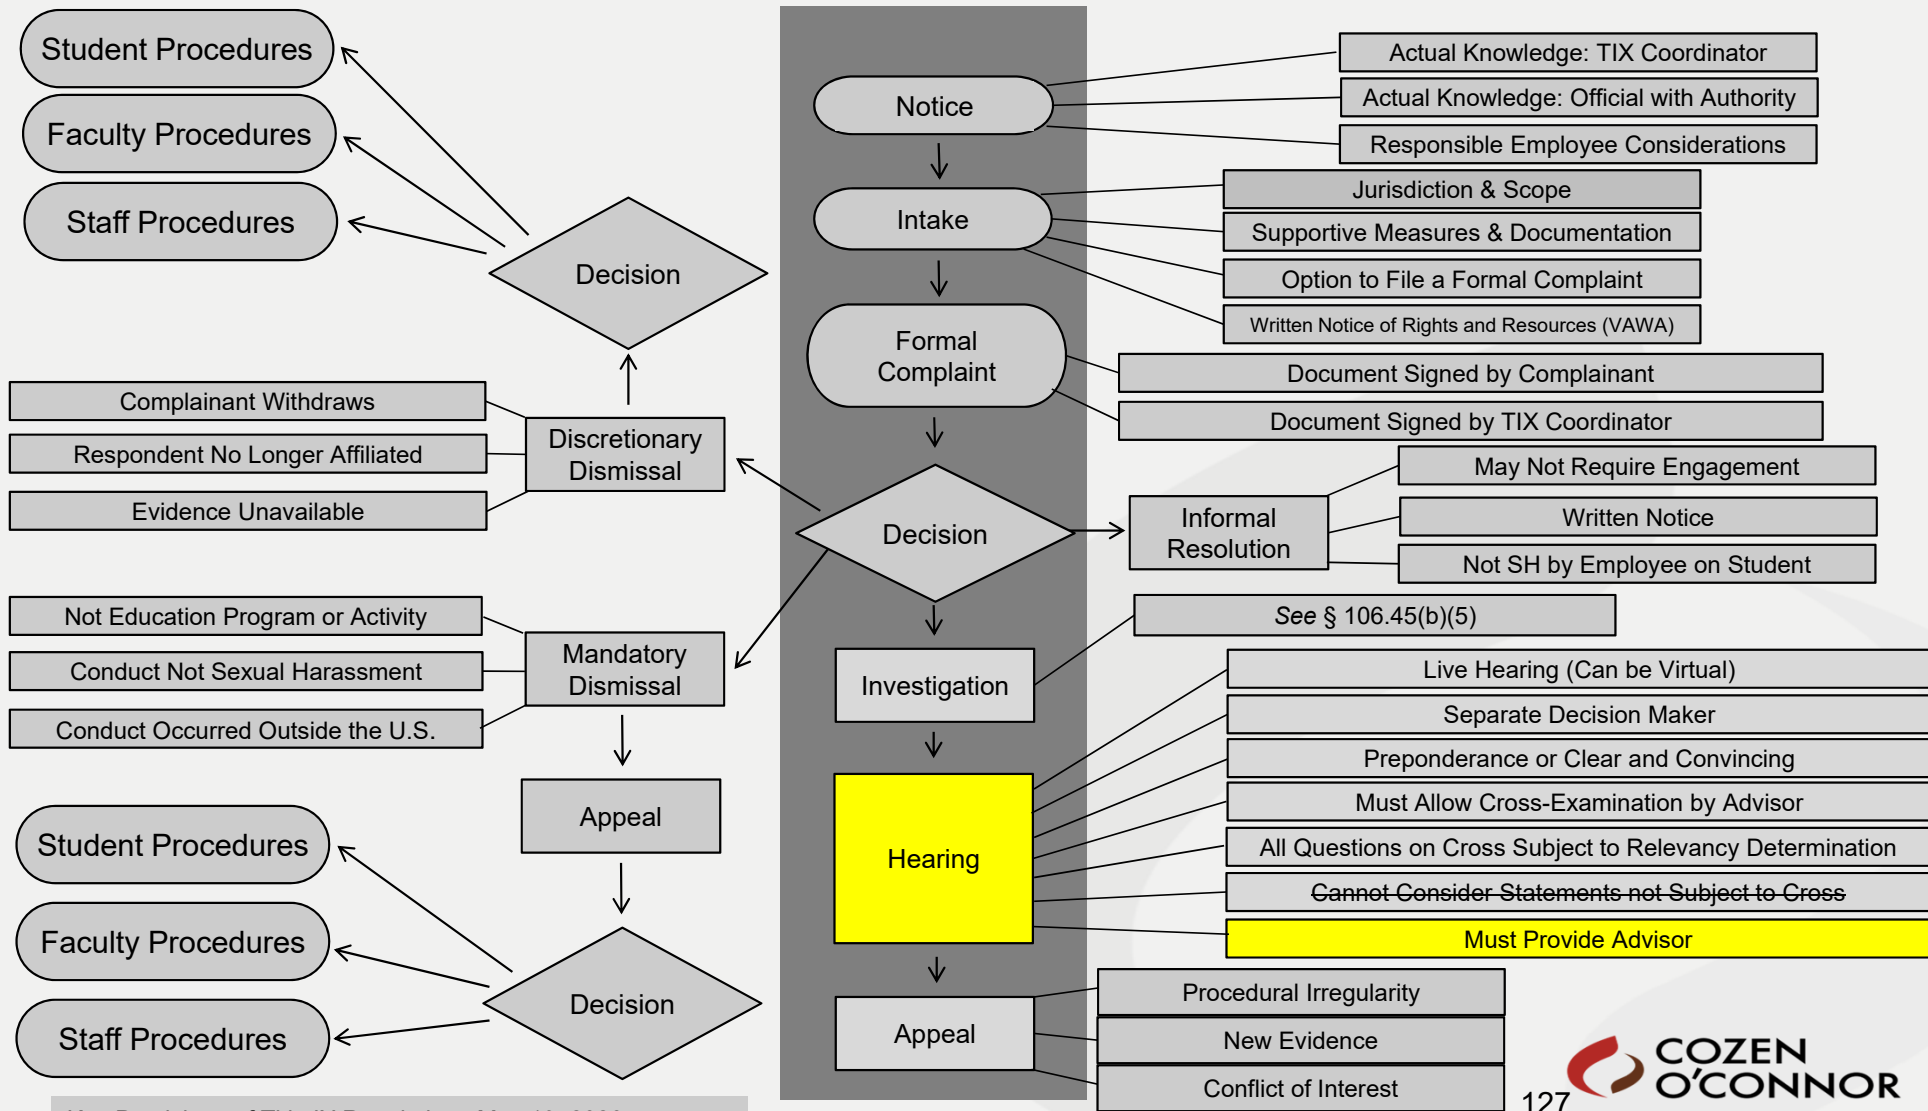 Student Procedures
Faculty Procedures
Staff Procedures
Decision
Complainant Withdraws
Respondent No Longer Affiliated
Evidence Unavailable
Discretionary
Dismissal
Not Education Program or Activity
Conduct Not Sexual Harassment
Conduct Occurred Outside the U.S.
Mandatory
Dismissal
Appeal
Student Procedures
Faculty Procedures
Staff Procedures
Decision
Notice
Intake
Formal
Complaint
Decision
Investigation
Hearing
Appeal
Actual Knowledge: TIX Coordinator
Actual Knowledge: Official with Authority
Responsible Employee Considerations
Jurisdiction & Scope
Supportive Measures & Documentation
Option to File a Formal Complaint
Written Notice of Rights and Resources (VAWA)
Document Signed by Complainant
Document Signed by TIX Coordinator
Informal
Resolution
May Not Require Engagement
Written Notice
Not SH by Employee on Student
See § 106.45(b)(5)
Live Hearing (Can be Virtual)
Separate Decision Maker
Preponderance or Clear and Convincing
Must Allow Cross-Examination by Advisor
All Questions on Cross Subject to Relevancy Determination
Cannot Consider Statements not Subject to Cross
Must Provide Advisor
Procedural Irregularity
New Evidence
Conflict of Interest
127
COZEN
O'CONNOR